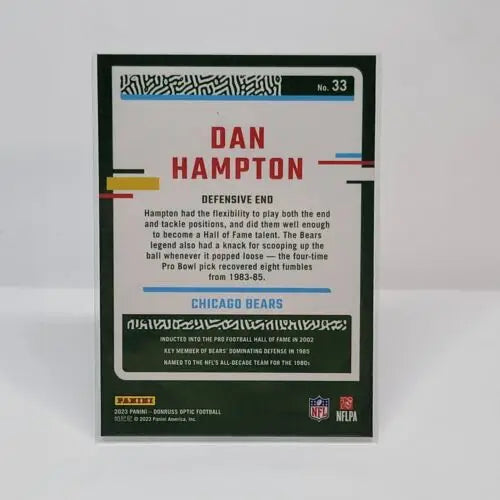 No. 33
DAN
HAMPTON
DEFENSIVE END
Hampton had the flexibility to play both the end
and tackle positions, and did them well enough
to become a Hall of Fame talent. The Bears
legend also had a knack for scooping up the
ball whenever it popped loose — the four-time
Pro Bowl pick recovered eight fumbles
from 1983-85.
CHICAGO BEARS
INDUCTED INTO THE PRO FOOTBALL HALL OF FAME IN 2002
KEY MEMBER OF BEARS' DOMINATING DEFENSE IN 1985
NAMED TO THE NFL'S ALL-DECADE TEAM FOR THE 1980s
PANINI
NFL
NFLPA
2023 PANINI – DONRUSS OPTIC FOOTBALL
© 2023 Panini America, Inc.